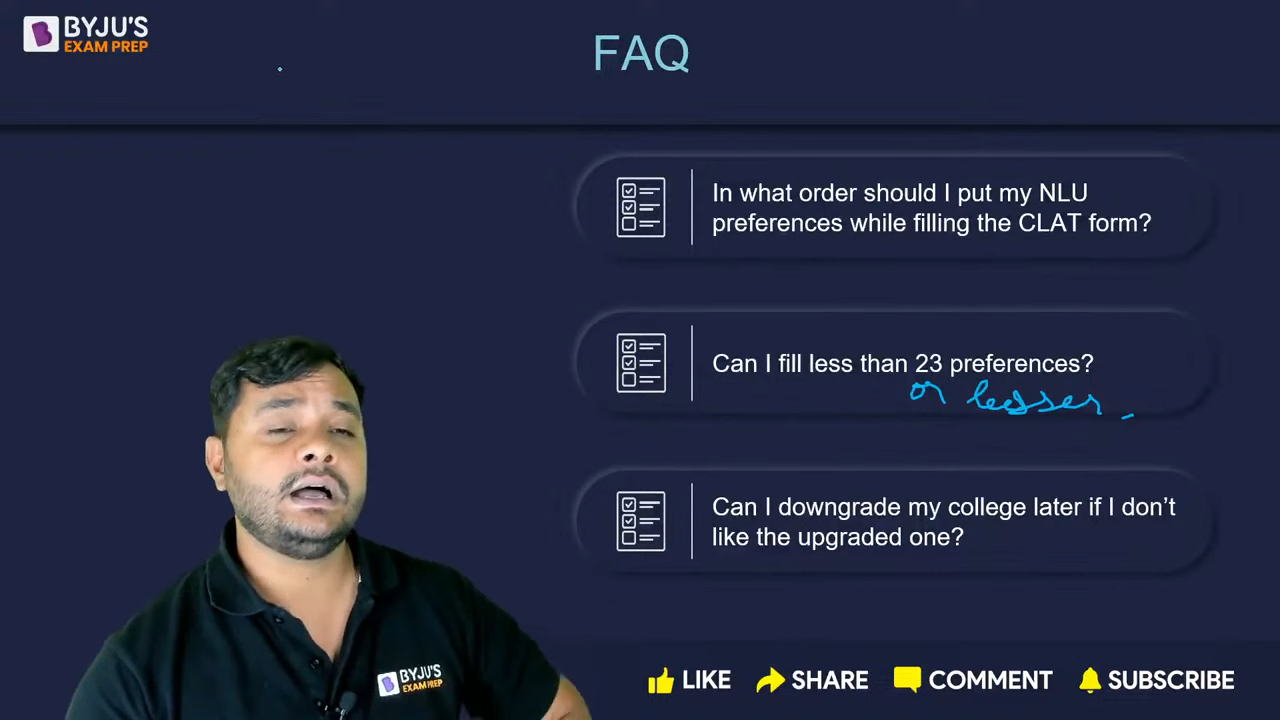 BYJU'S
EXAM PREP
FAQ
In what order should I put my NLU
preferences while filling the CLAT form?
Can I fill less than 23 preferences?
or lesser
Can I downgrade my college later if I don't
like the upgraded one?
BYJU'S
EXAM PREP
LIKE SHARE COMMENT SUBSCRIBE